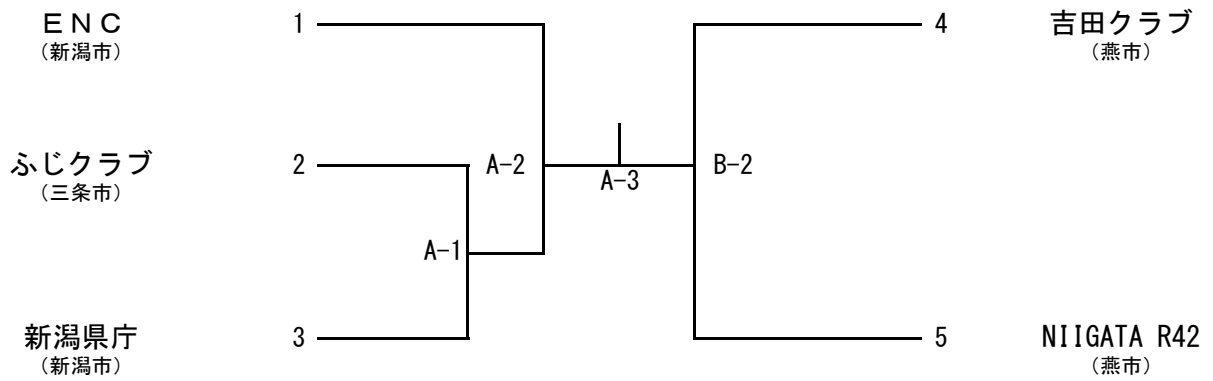 ＥＮＣ 1 4 吉田クラブ
（新潟市） （燕市）
ふじクラブ 2 A-2 A-3 B-2
（三条市）
A-1
新潟県庁 3 5 NIIGATA R42
（新潟市） （燕市）